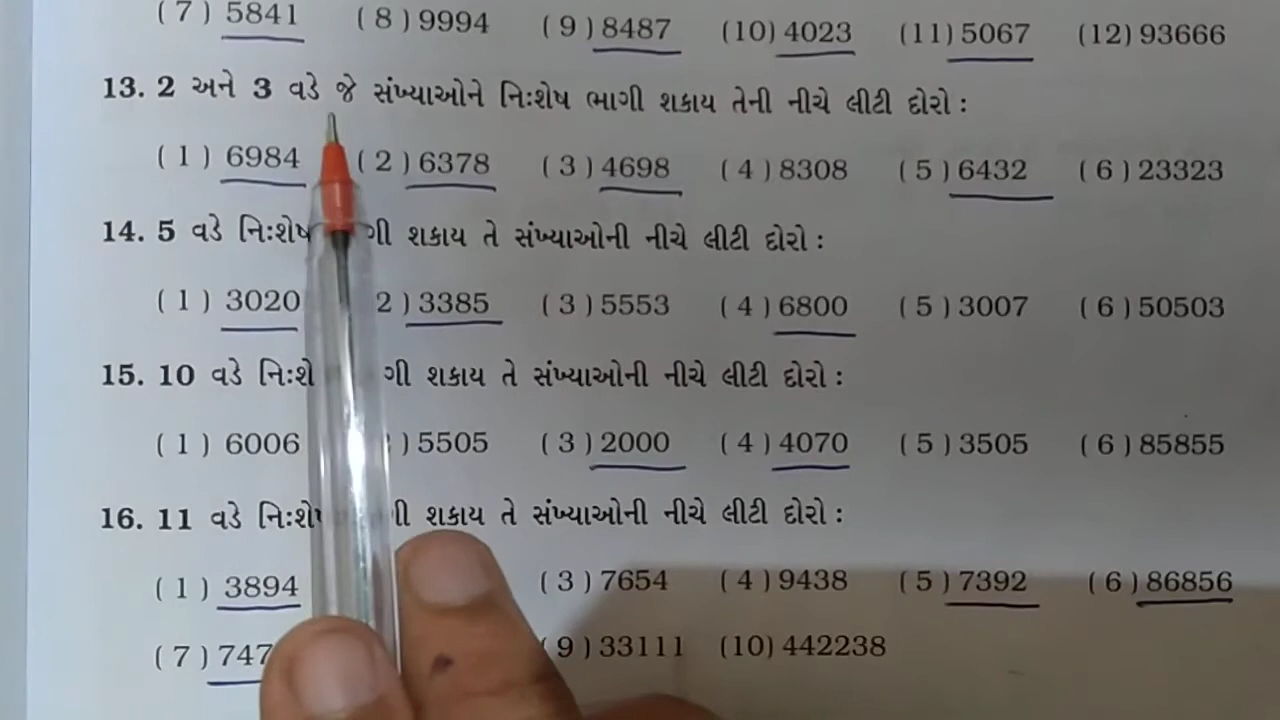 (7) 5841 (8) 9994 (9) 8487 (10) 4023 (11) 5067 (12) 93666
13. 2 અને 3 વડે જે સંખ્યાઓને નિઃશેષ ભાગી શકાય તેની નીચે લીટી દોરો :
(1) 6984 (2) 6378 (3) 4698 (4) 8308 (5) 6432 (6) 23323
14. 5 વડે નિઃશેષ ગી શકાય તે સંખ્યાઓની નીચે લીટી દોરો :
(1) 3020 2) 3385 (3) 5553 (4) 6800 (5) 3007 (6) 50503
15. 10 વડે નિઃશે ગી શકાય તે સંખ્યાઓની નીચે લીટી દોરો :
(1) 6006 ) 5505 (3) 2000 (4) 4070 (5) 3505 (6) 85855
16. 11 વડે નિઃશેષ ગી શકાય તે સંખ્યાઓની નીચે લીટી દોરો :
(1) 3894 (3) 7654 (4) 9438 (5) 7392 (6) 86856
(7) 747 9) 33111 (10) 442238